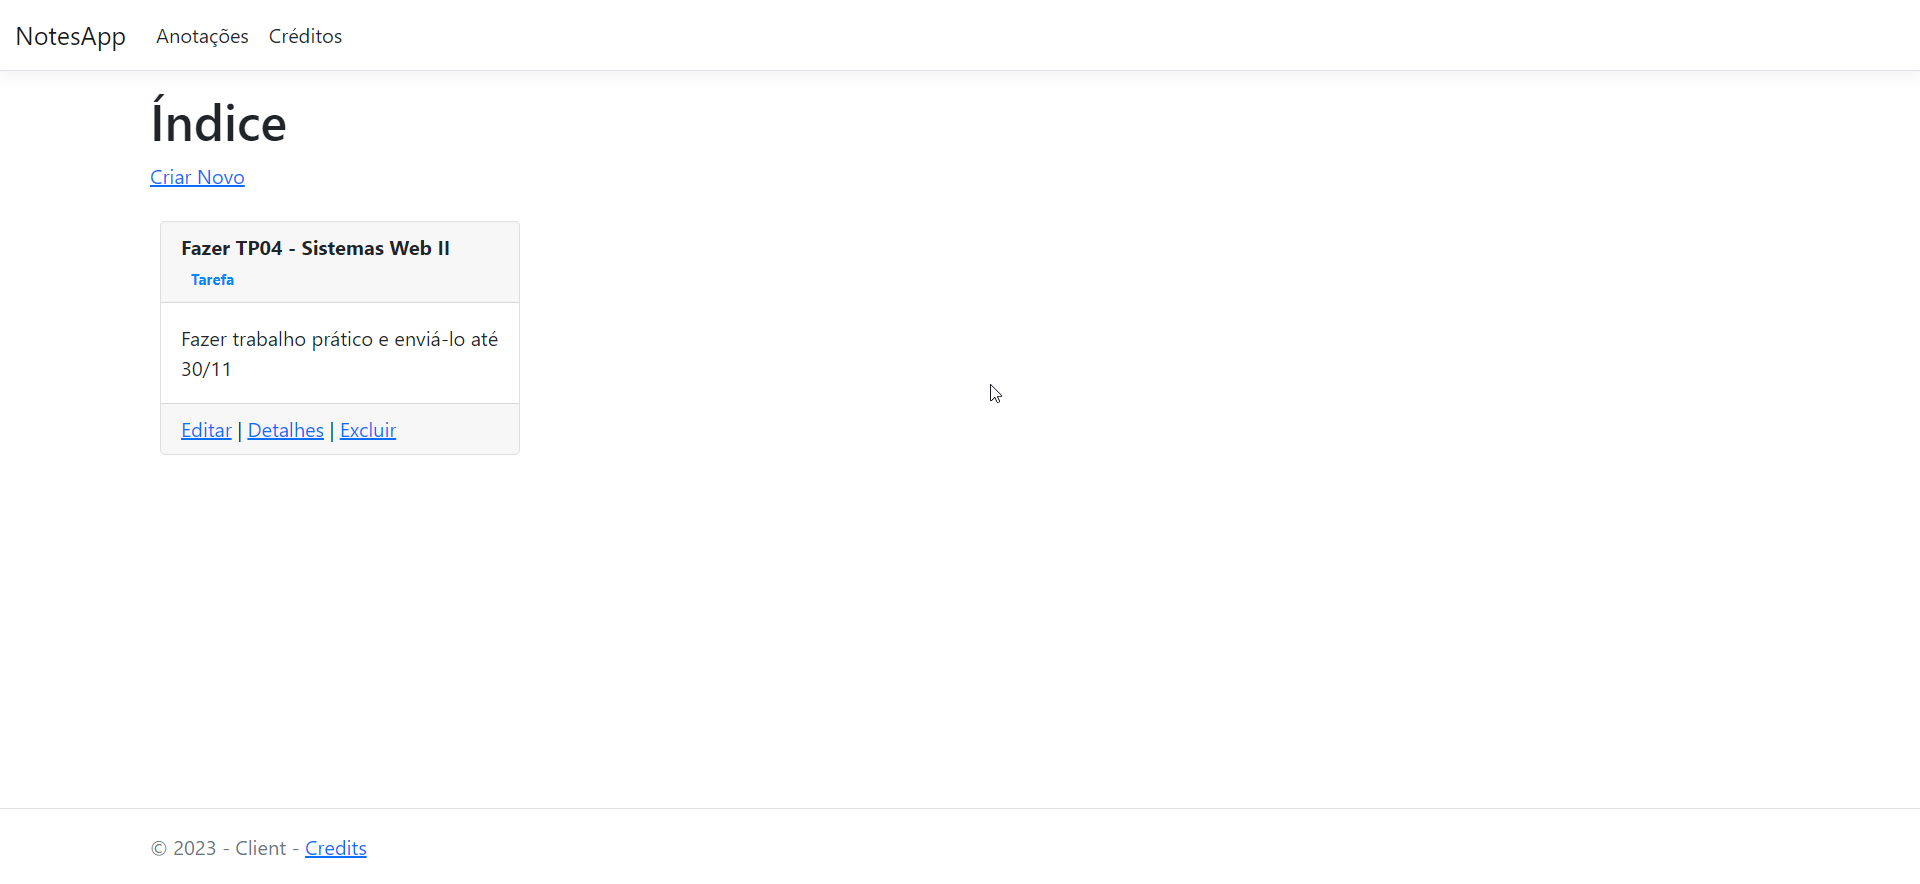 NotesApp Anotações Créditos
Índice
Criar Novo
Fazer TP04 - Sistemas Web II
Tarefa
Fazer trabalho prático e enviá-lo até
30/11
Editar | Detalhes | Excluir
© 2023 - Client - Credits